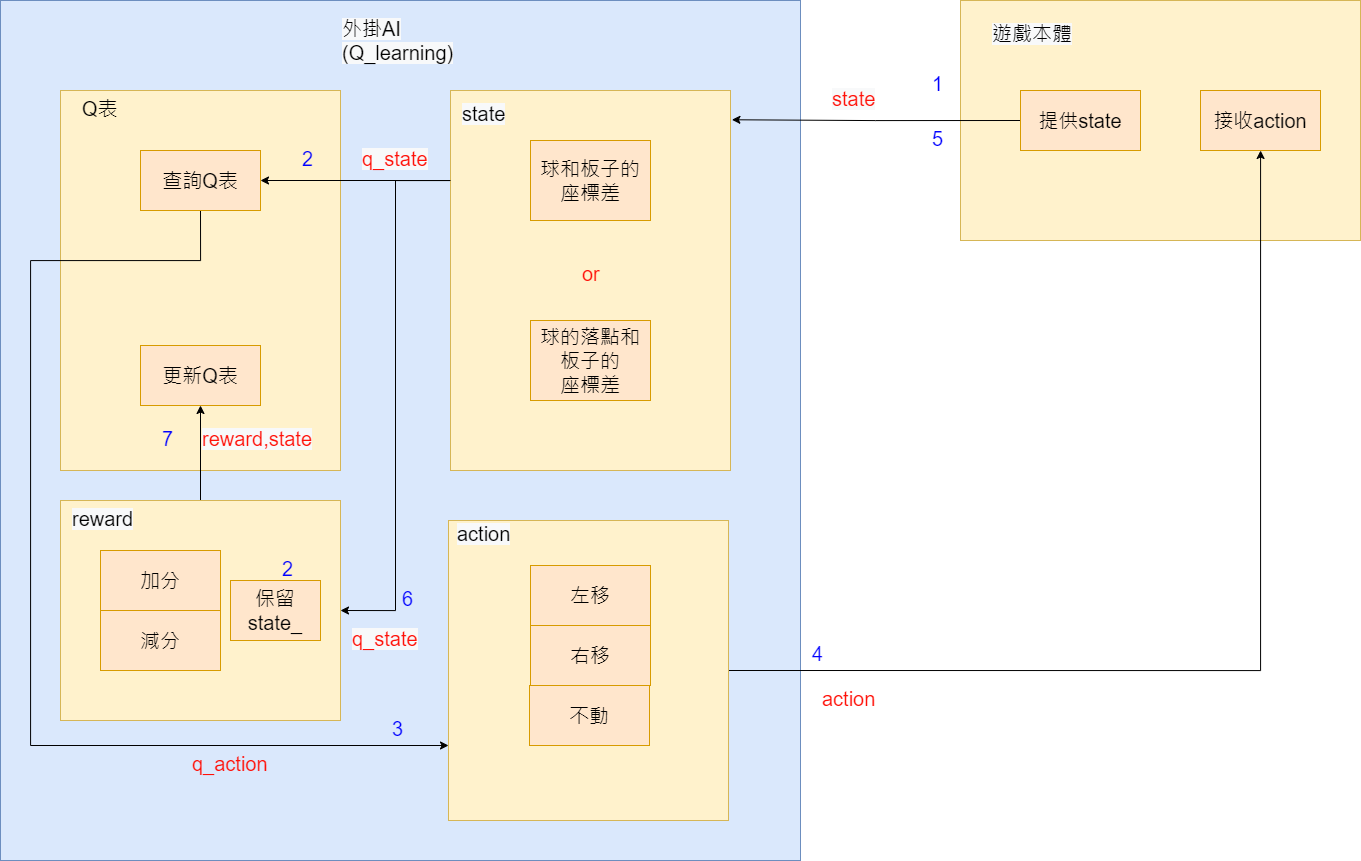 外掛AI
(Q_learning)
遊戲本體
1
state
5
提供state
接收action
Q表
查詢Q表
2
q_state
state
球和板子的
座標差
or
球的落點和
板子的
座標差
更新Q表
7
reward,state
reward
加分
減分
2
保留
state_
6
q_state
3
q_action
action
左移
右移
不動
4
action